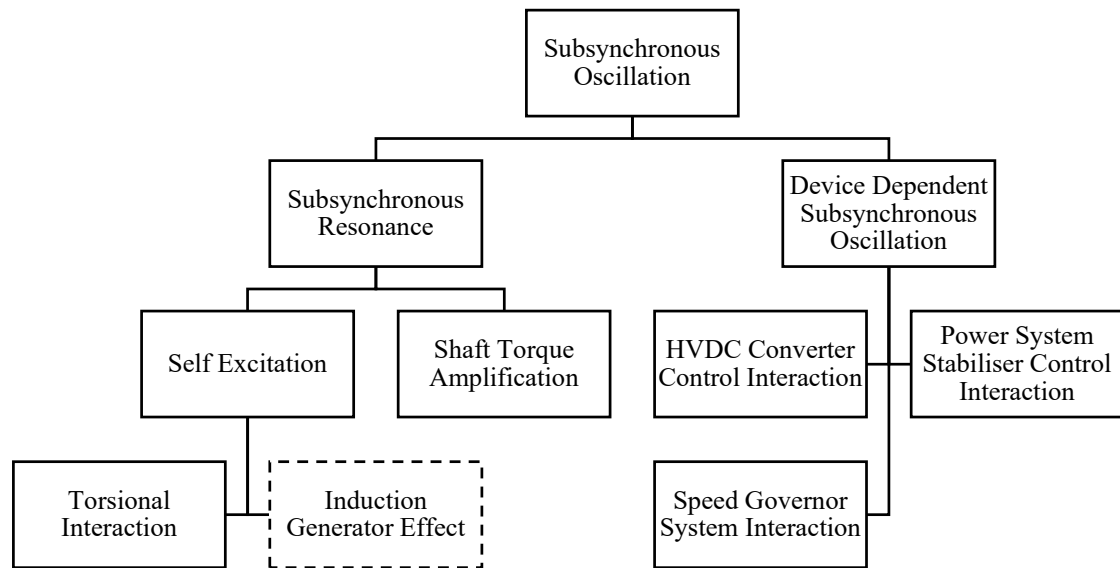 Subsynchronous
Oscillation
Subsynchronous
Resonance
Device Dependent
Subsynchronous
Oscillation
Self Excitation
Shaft Torque
Amplification
HVDC Converter
Control Interaction
Power System
Stabiliser Control
Interaction
Torsional
Interaction
Induction
Generator Effect
Speed Governor
System Interaction